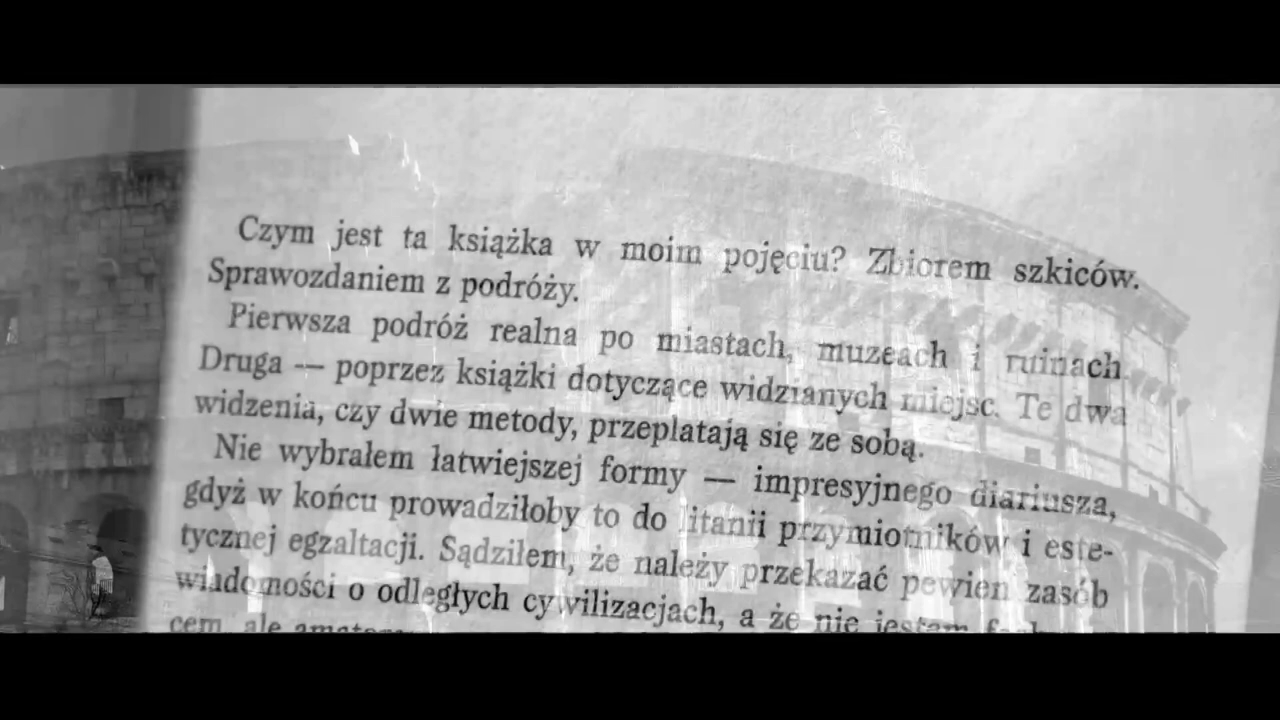 Czym jest ta książka w moim pojęciu? Zbiorem szkiców.
Sprawozdaniem z podróży.
Pierwsza podróż realna po miastach, muzeach i ruinach.
Druga — poprzez książki dotyczące widzianych miejsc. Te dwa
widzenia, czy dwie metody, przeplatają się ze sobą.
Nie wybrałem łatwiejszej formy — impresyjnego diariusza,
gdyż w końcu prowadziłoby to do litanii przymiotników i este-
tycznej egzaltacji. Sądziłem, że należy przekazać pewien zasób
wiadomości o odległych cywilizacjach, a że nie jestem
cem, ale